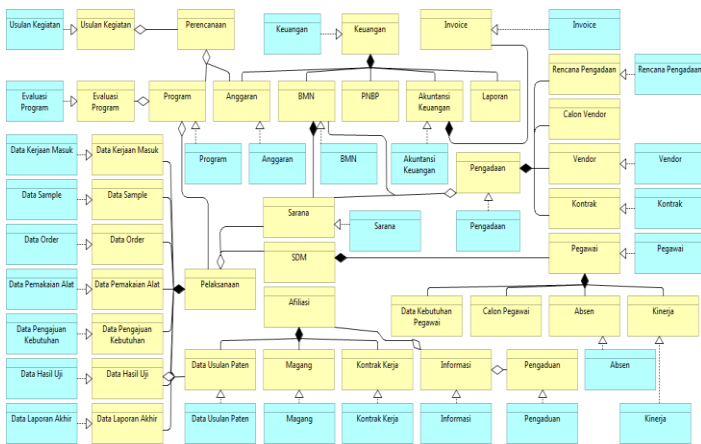 Usulan Kegiatan
Usulan Kegiatan
Perencanaan
Keuangan
Keuangan
Invoice
Invoice
Evaluasi
Program
Evaluasi
Program
Program
Anggaran
BMN
PNBP
Akuntansi
Keuangan
Laporan
Rencana Pengadaan
Rencana Pengadaan
Calon Vendor
Data Kerjaan Masuk
Data Kerjaan Masuk
Program
Anggaran
BMN
Akuntansi
Keuangan
Pengadaan
Vendor
Vendor
Data Sample
Data Sample
Sarana
Sarana
Pengadaan
Kontrak
Kontrak
Data Order
Data Order
SDM
Pegawai
Pegawai
Data Pemakaian Alat
Data Pemakaian Alat
Pelaksanaan
Afiliasi
Data Kebutuhan
Pegawai
Calon Pegawai
Absen
Kinerja
Data Pengajuan
Kebutuhan
Data Pengajuan
Kebutuhan
Data Hasil Uji
Data Hasil Uji
Data Usulan Paten
Magang
Kontrak Kerja
Informasi
Pengaduan
Absen
Data Laporan Akhir
Data Laporan Akhir
Data Usulan Paten
Magang
Kontrak Kerja
Informasi
Pengaduan
Kinerja